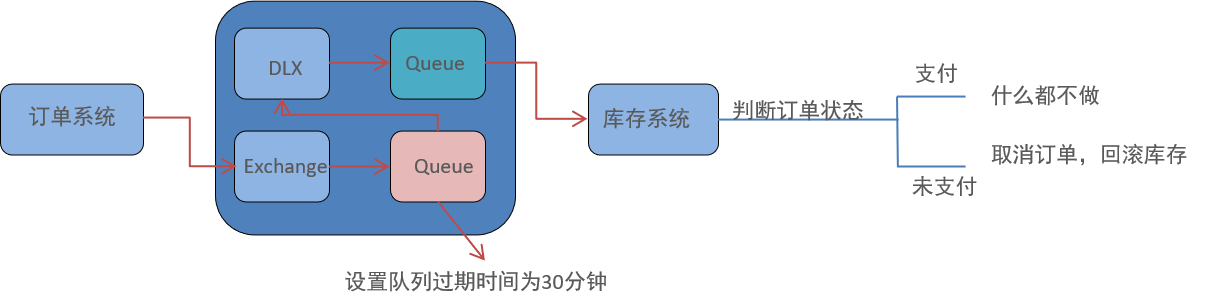 订单系统
DLX
Queue
Exchange
Queue
设置队列过期时间为30分钟
库存系统
判断订单状态
支付
什么都不做
未支付
取消订单，回滚库存